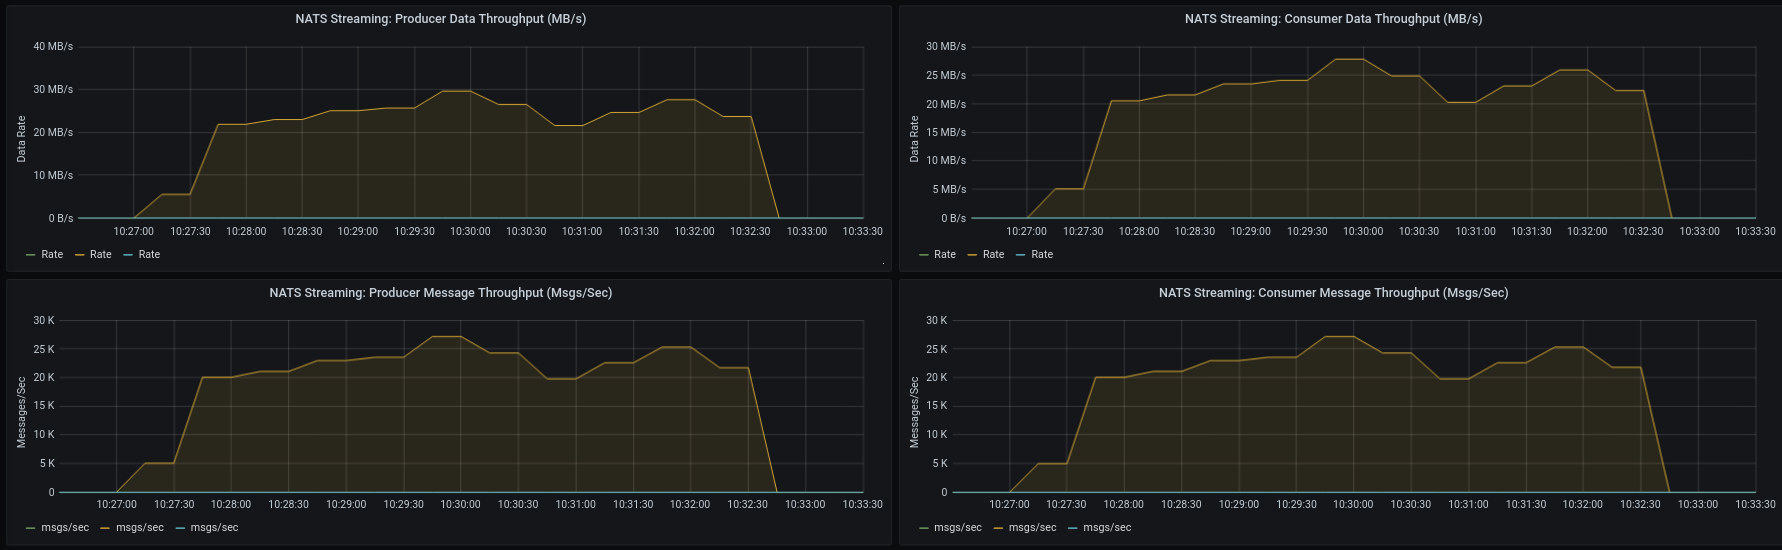 NATS Streaming: Producer Data Throughput (MB/s)
40 MB/s
30 MB/s
20 MB/s
10 MB/s
0 B/s
Data Rate
10:27:00 10:27:30 10:28:00 10:28:30 10:29:00 10:29:30 10:30:00 10:30:30 10:31:00 10:31:30 10:32:00 10:32:30 10:33:00 10:33:30
Rate Rate Rate
NATS Streaming: Consumer Data Throughput (MB/s)
30 MB/s
25 MB/s
20 MB/s
15 MB/s
10 MB/s
5 MB/s
0 B/s
Data Rate
10:27:00 10:27:30 10:28:00 10:28:30 10:29:00 10:29:30 10:30:00 10:30:30 10:31:00 10:31:30 10:32:00 10:32:30 10:33:00 10:33:30
Rate Rate Rate
NATS Streaming: Producer Message Throughput (Msgs/Sec)
30 K
25 K
20 K
15 K
10 K
5 K
0
Messages/Sec
10:27:00 10:27:30 10:28:00 10:28:30 10:29:00 10:29:30 10:30:00 10:30:30 10:31:00 10:31:30 10:32:00 10:32:30 10:33:00 10:33:30
msgs/sec msgs/sec msgs/sec
NATS Streaming: Consumer Message Throughput (Msgs/Sec)
30 K
25 K
20 K
15 K
10 K
5 K
0
Messages/Sec
10:27:00 10:27:30 10:28:00 10:28:30 10:29:00 10:29:30 10:30:00 10:30:30 10:31:00 10:31:30 10:32:00 10:32:30 10:33:00 10:33:30
msgs/sec msgs/sec msgs/sec